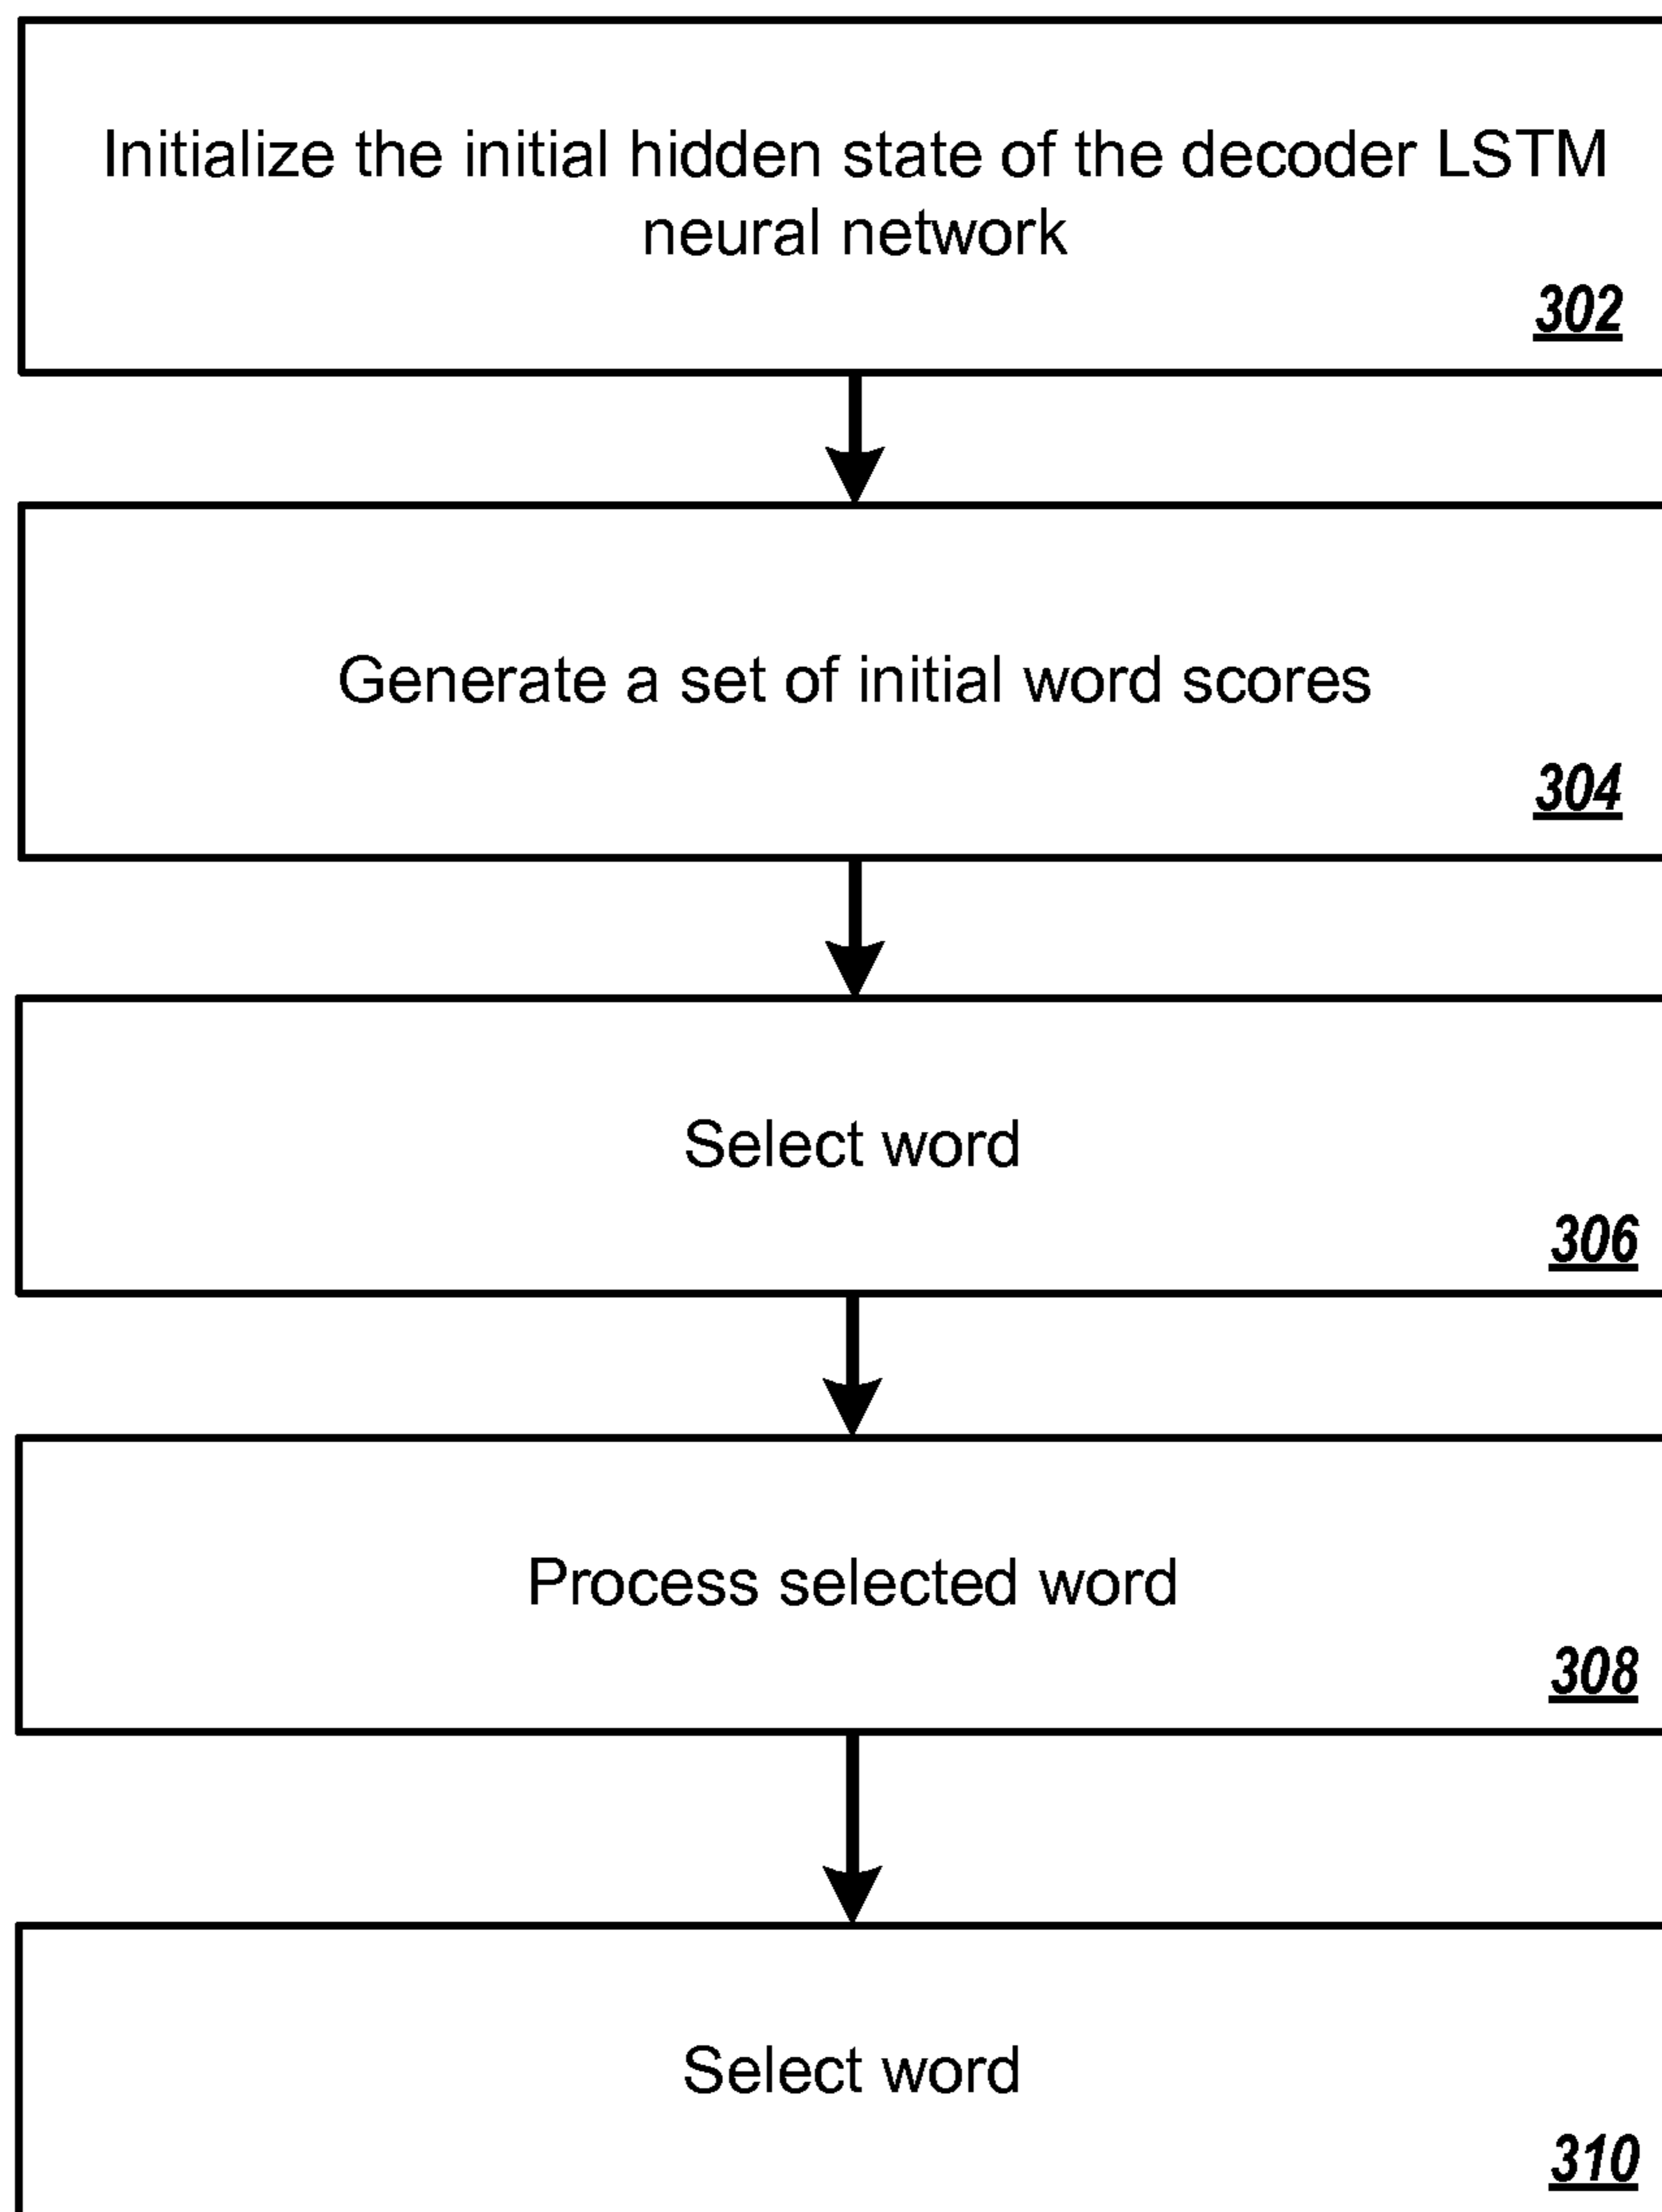 Initialize the initial hidden state of the decoder LSTM
neural network
302
Generate a set of initial word scores
304
Select word
306
Process selected word
308
Select word
310